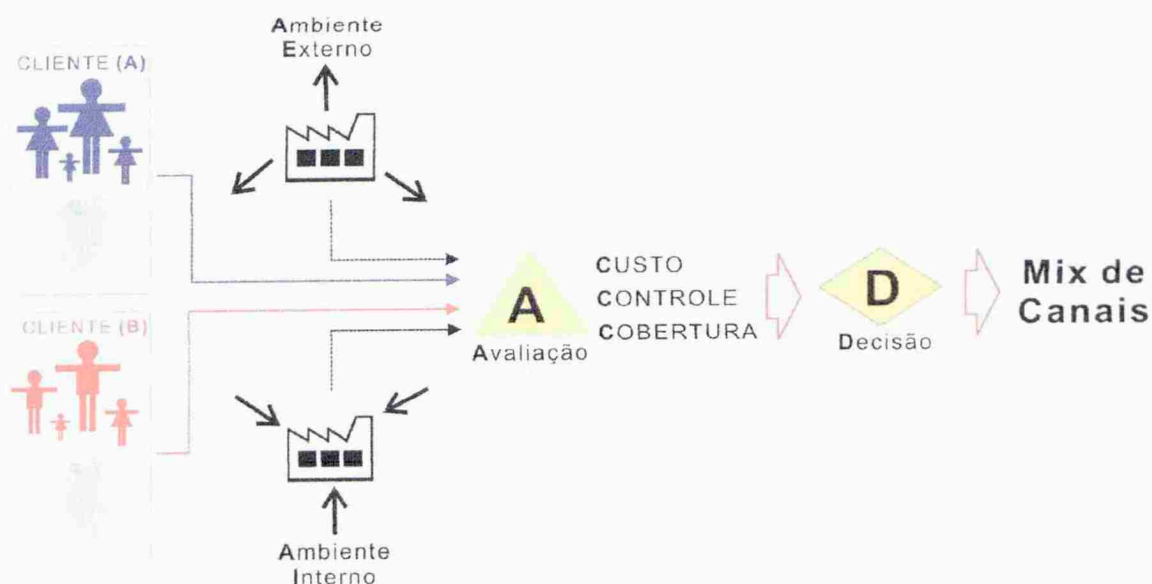 Ambiente
Externo
CLIENTE (A)
CLIENTE (B)
A
Avaliação
CUSTO
CONTROLE
COBERTURA
D
Decisão
Mix de
Canais
Ambiente
Interno